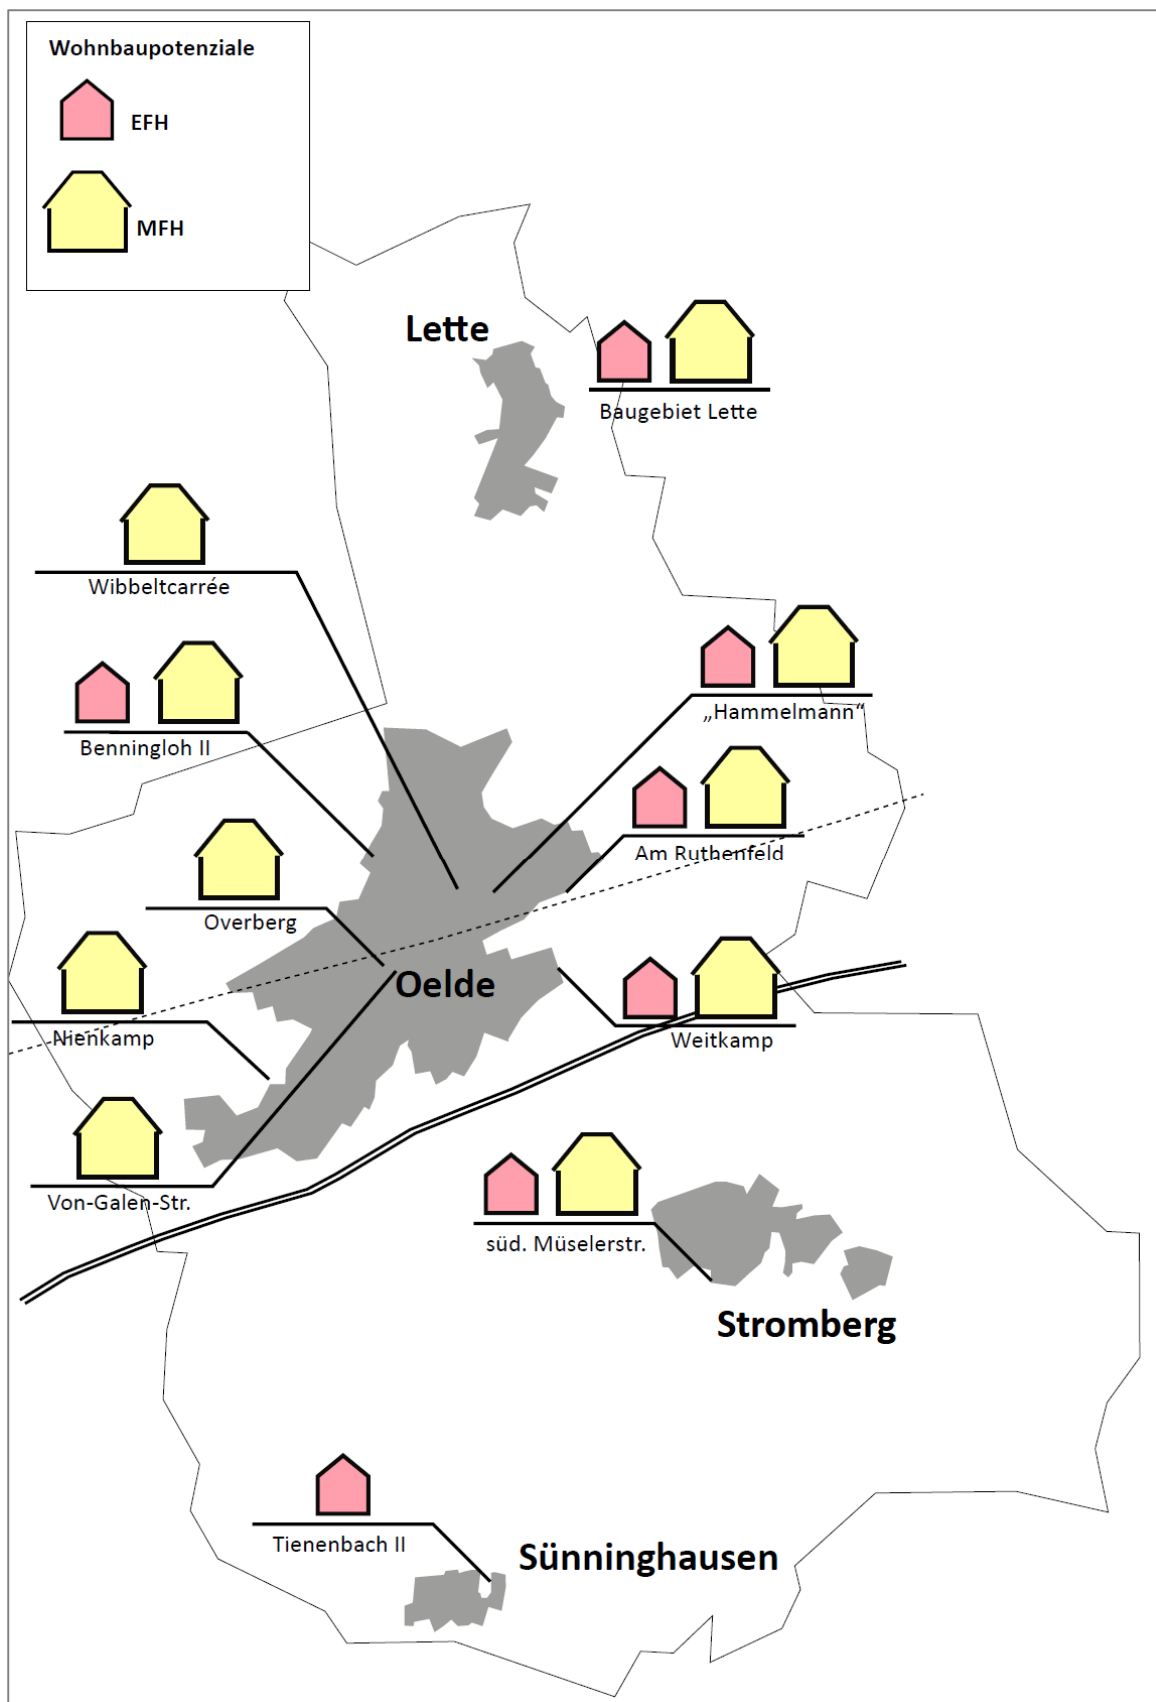 Wohnbaupotenziale
EFH
MFH
Lette
Baugebiet Lette
Wibbeltcarrée
„Hammelmann“
Benningloh II
Am Ruthenfeld
Overberg
Oelde
Nienkamp
Weitkamp
Von-Galen-Str.
süd. Müselerstr.
Stromberg
Tienenbach II
Sünninghausen